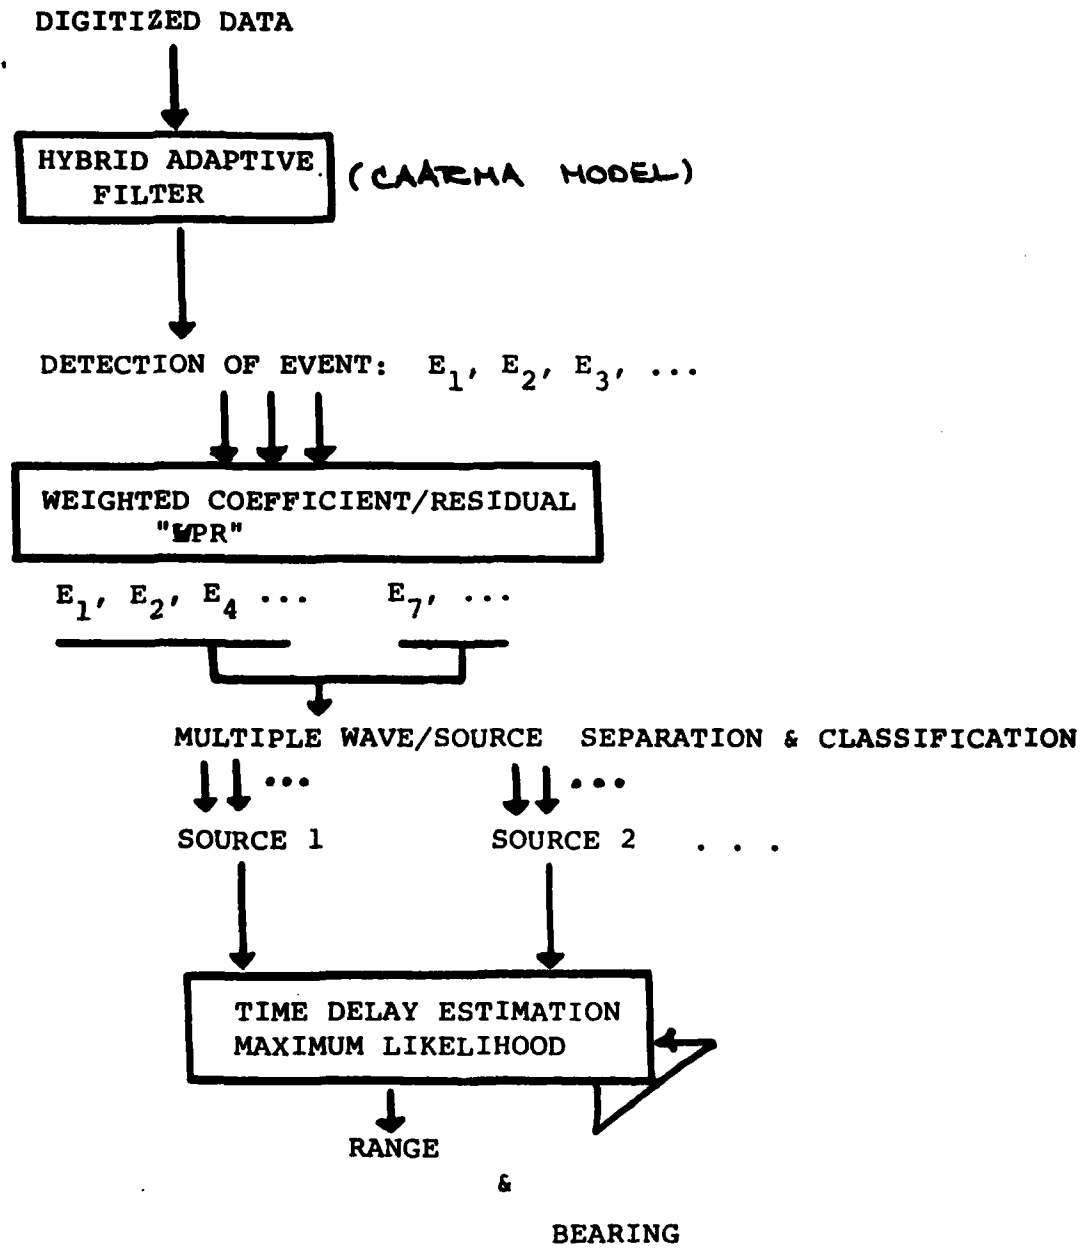 DIGITIZED DATA
HYBRID ADAPTIVE
FILTER
(CAARMA MODEL)
DETECTION OF EVENT: E1, E2, E3, ...
WEIGHTED COEFFICIENT/RESIDUAL
"WPR"
E1, E2, E4 ... E7, ...
MULTIPLE WAVE/SOURCE SEPARATION & CLASSIFICATION
... ...
SOURCE 1 SOURCE 2 . . .
TIME DELAY ESTIMATION
MAXIMUM LIKELIHOOD
RANGE
&
BEARING